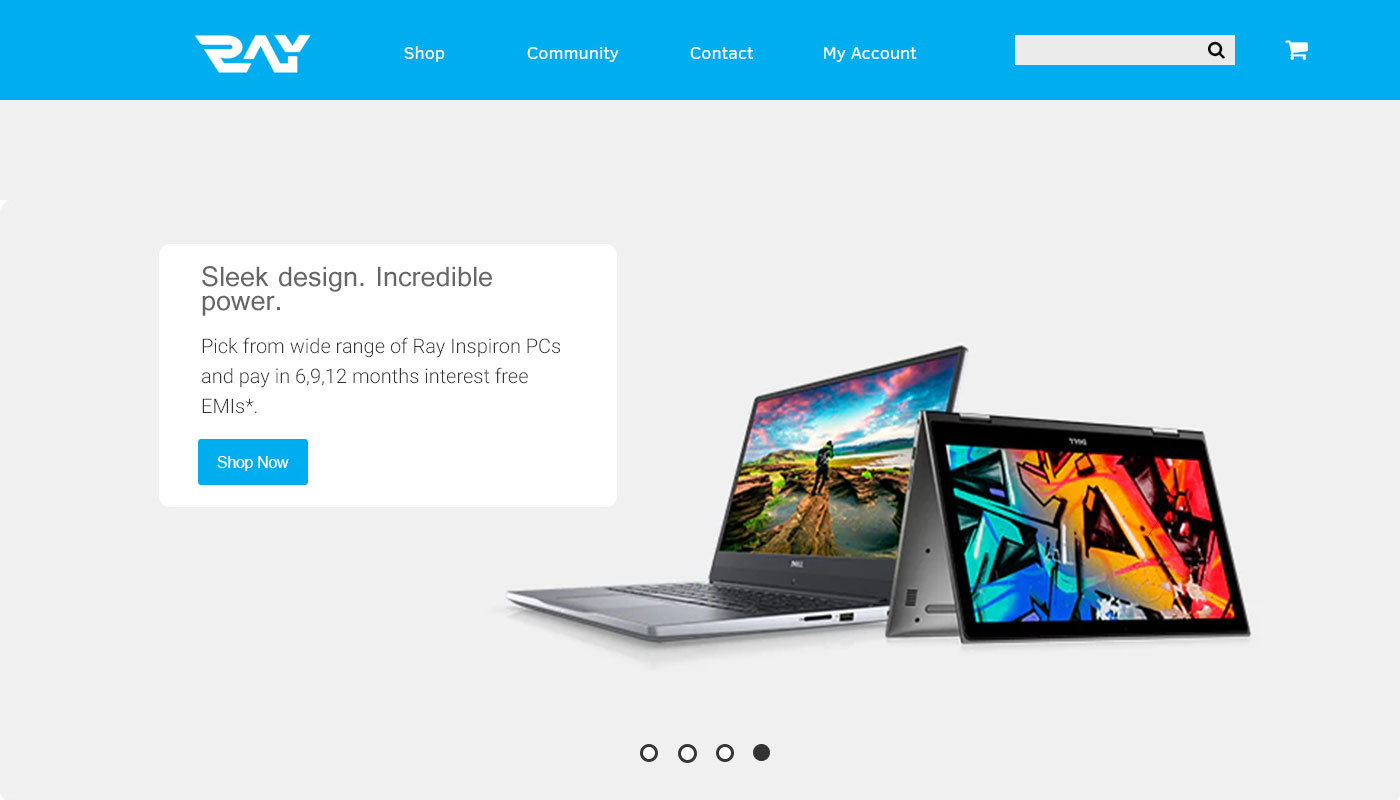 RAY
Shop Community Contact My Account
Sleek design. Incredible
power.
Pick from wide range of Ray Inspiron PCs
and pay in 6,9,12 months interest free
EMIs*.
Shop Now
DELL
DELL